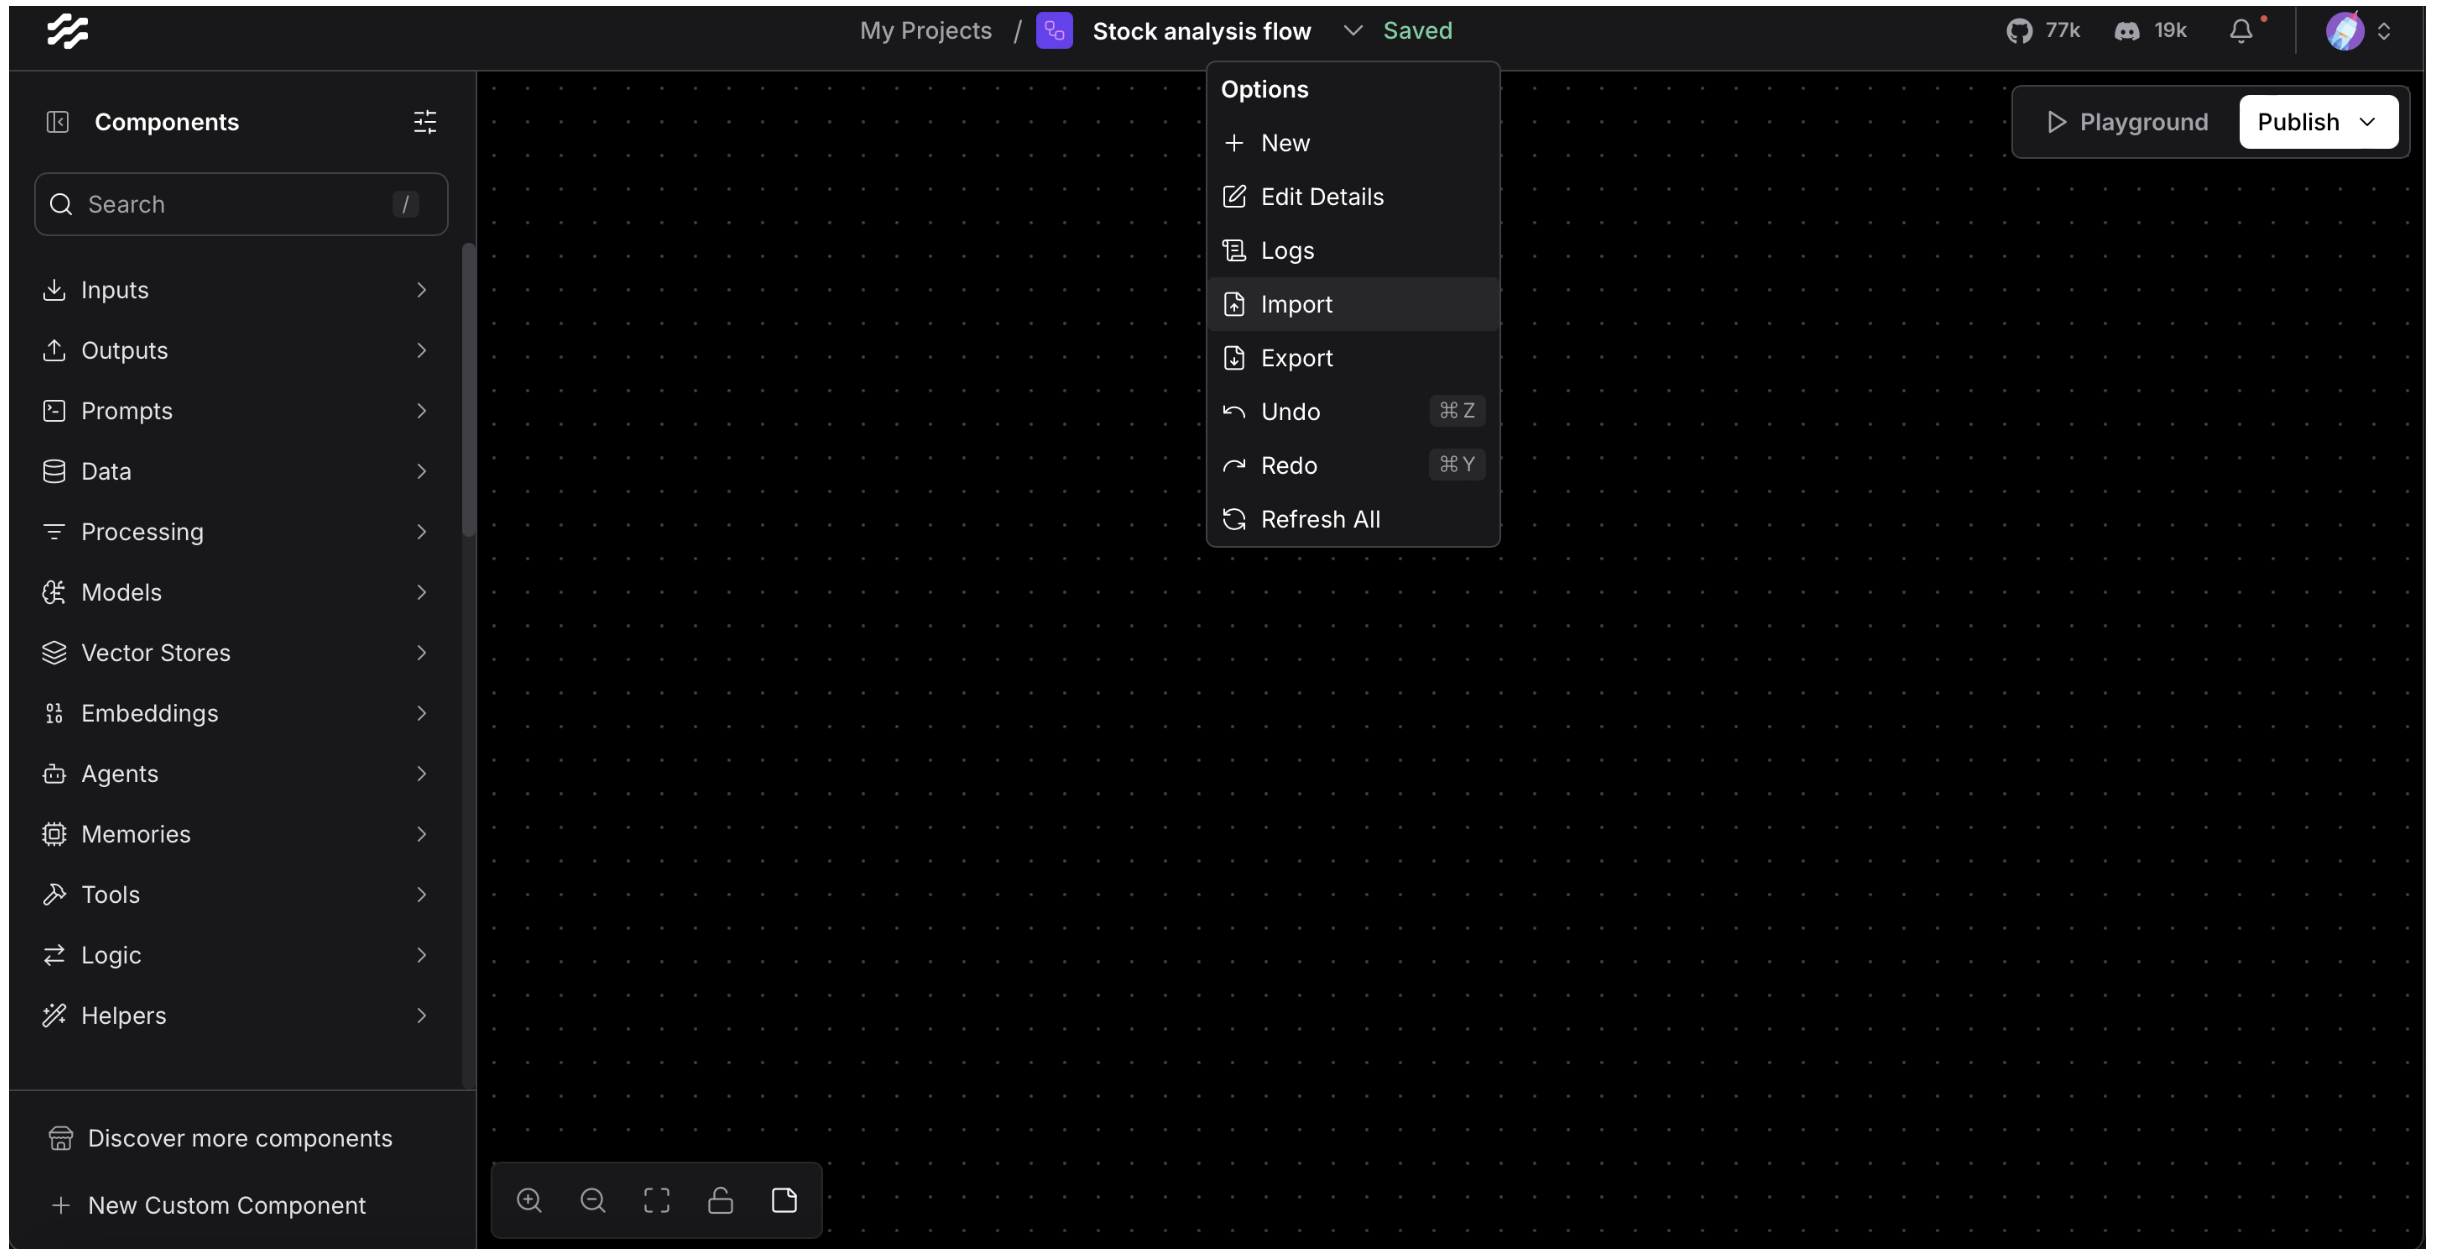 My Projects / Stock analysis flow Saved 77k 19k
Components
Search /
Inputs
Outputs
Prompts
Data
Processing
Models
Vector Stores
Embeddings
Agents
Memories
Tools
Logic
Helpers
Discover more components
New Custom Component
Options
New
Edit Details
Logs
Import
Export
Undo ⌘ Z
Redo ⌘ Y
Refresh All
Playground Publish